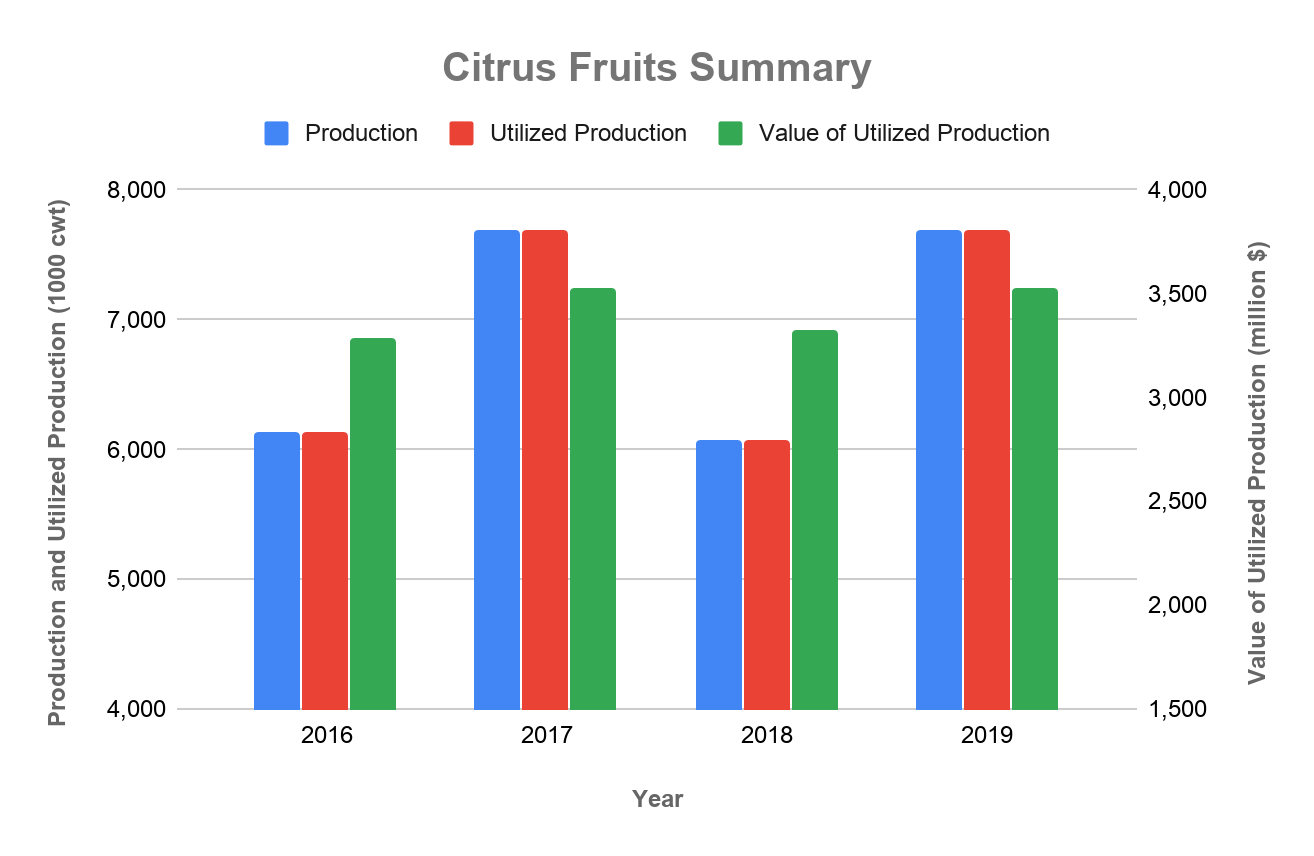 Citrus Fruits Summary
Production Utilized Production Value of Utilized Production
Production and Utilized Production (1000 cwt)
8,000
7,000
6,000
5,000
4,000
4,000
3,500
3,000
2,500
2,000
1,500
Value of Utilized Production (million $)
2016 2017 2018 2019
Year